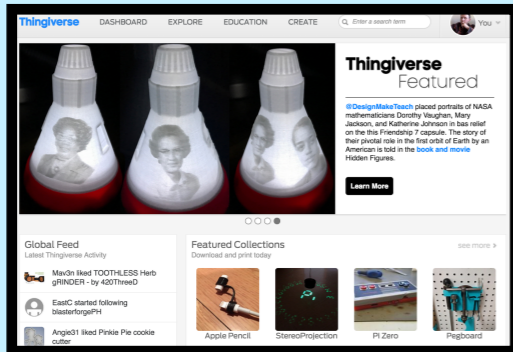 Thingiverse DASHBOARD EXPLORE EDUCATION CREATE Enter a search term You
Thingiverse
Featured
@DesignMakeTeach placed portraits of NASA
mathematicians Dorothy Vaughan, Mary
Jackson, and Katherine Johnson in bas relief
on the this Friendship 7 capsule. The story of
their pivotal role in the first orbit of Earth by an
American is told in the book and movie
Hidden Figures.
Learn More
Global Feed
Latest Thingiverse Activity
Mav3n liked TOOTHLESS Herb
gRINDER - by 420ThreeD
EastC started following
blasterforgePH
Angie31 liked Pinkie Pie cookie
cutter
Featured Collections
Download and print today
see more »
Apple Pencil StereoProjection PI Zero Pegboard